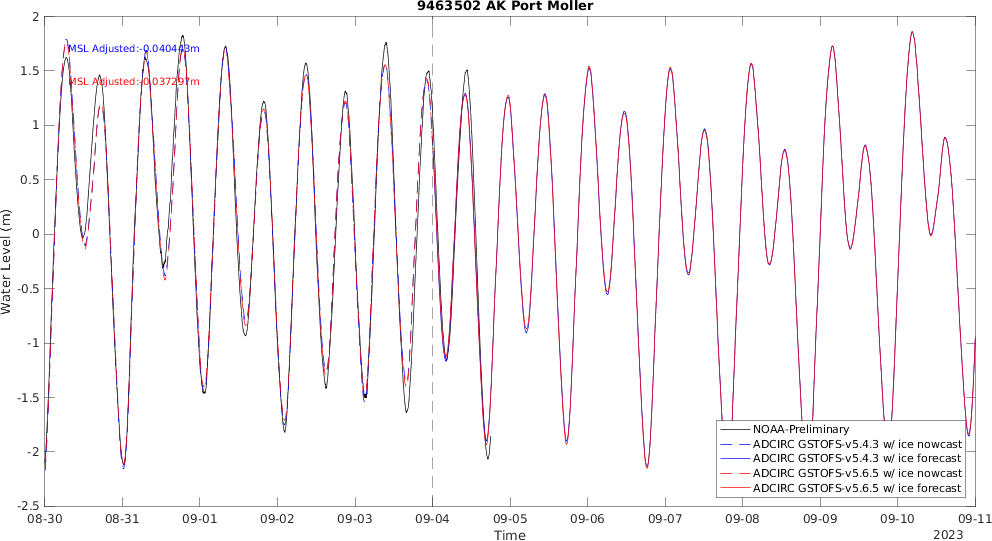 9463502 AK Port Moller
MSL Adjusted:-0.040443m
MSL Adjusted:-0.037297m
2
1.5
1
0.5
0
-0.5
-1
-1.5
-2
-2.5
Water Level (m)
NOAA-Preliminary
ADCIRC GSTOFS-v5.4.3 w/ ice nowcast
ADCIRC GSTOFS-v5.4.3 w/ ice forecast
ADCIRC GSTOFS-v5.6.5 w/ ice nowcast
ADCIRC GSTOFS-v5.6.5 w/ ice forecast
08-30 08-31 09-01 09-02 09-03 09-04 09-05 09-06 09-07 09-08 09-09 09-10 09-11
Time
2023